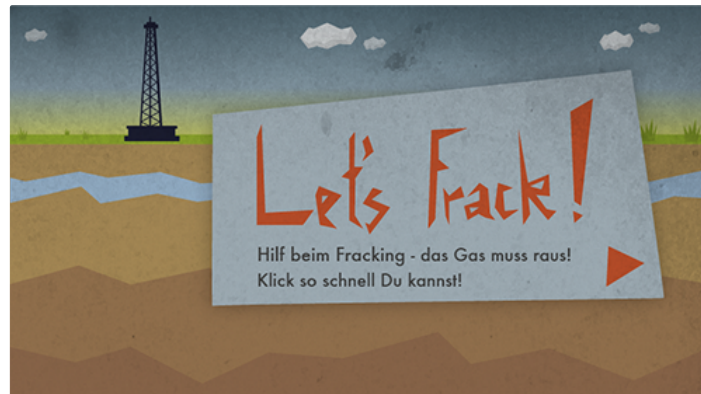 Let's Frack!
Hilf beim Fracking - das Gas muss raus!
Klick so schnell Du kannst!